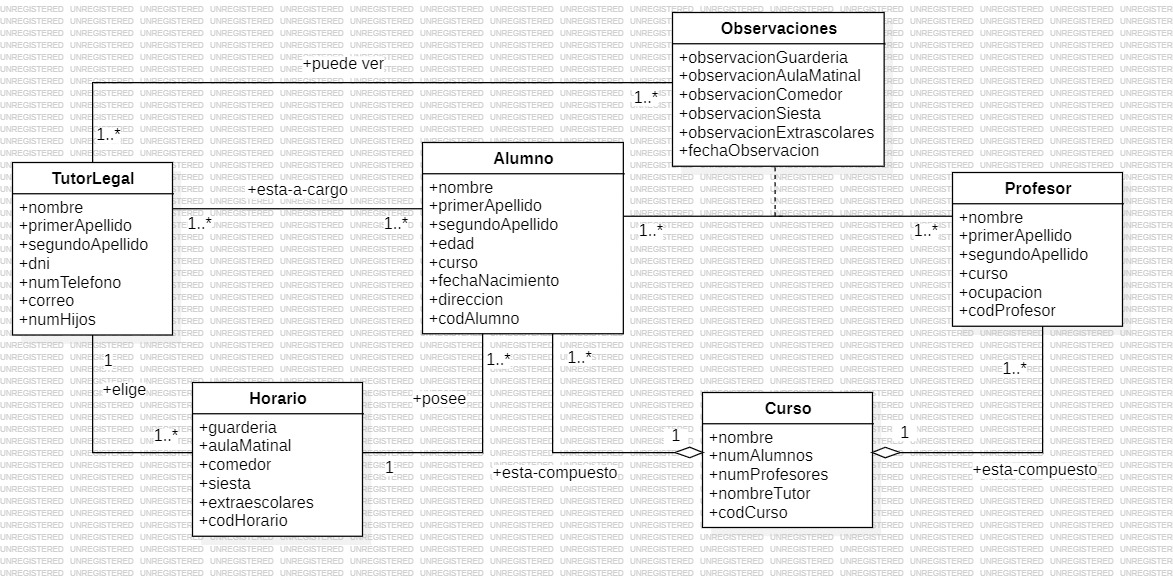 Observaciones
+observacionGuarderia
+observacionAulaMatinal
+observacionComedor
+observacionSiesta
+observacionExtrascolares
+fechaObservacion
+puede ver
1..*
1..*
TutorLegal
+nombre
+primerApellido
+segundoApellido
+dni
+numTelefono
+correo
+numHijos
+esta-a-cargo
1..*
1..*
Alumno
+nombre
+primerApellido
+segundoApellido
+edad
+curso
+fechaNacimiento
+direccion
+codAlumno
1..*
1..*
Profesor
+nombre
+primerApellido
+segundoApellido
+curso
+ocupacion
+codProfesor
1
+elige
1..*
Horario
+guarderia
+aulaMatinal
+comedor
+siesta
+extraescolares
+codHorario
1..*
+posee
1
1..*
1
+esta-compuesto
Curso
+nombre
+numAlumnos
+numProfesores
+nombreTutor
+codCurso
1..*
1
+esta-compuesto
UNREGISTERED